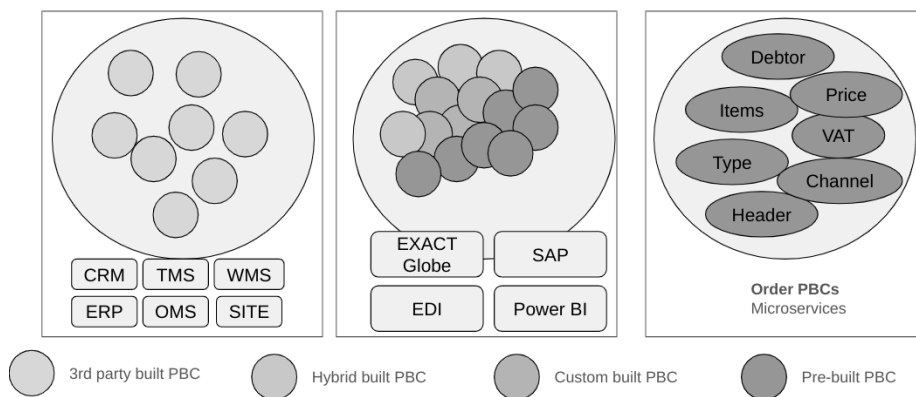 CRM
TMS
WMS
ERP
OMS
SITE
EXACT
Globe
SAP
EDI
Power BI
Debtor
Price
Items
VAT
Type
Channel
Header
Order PBCs
Microservices
3rd party built PBC
Hybrid built PBC
Custom built PBC
Pre-built PBC